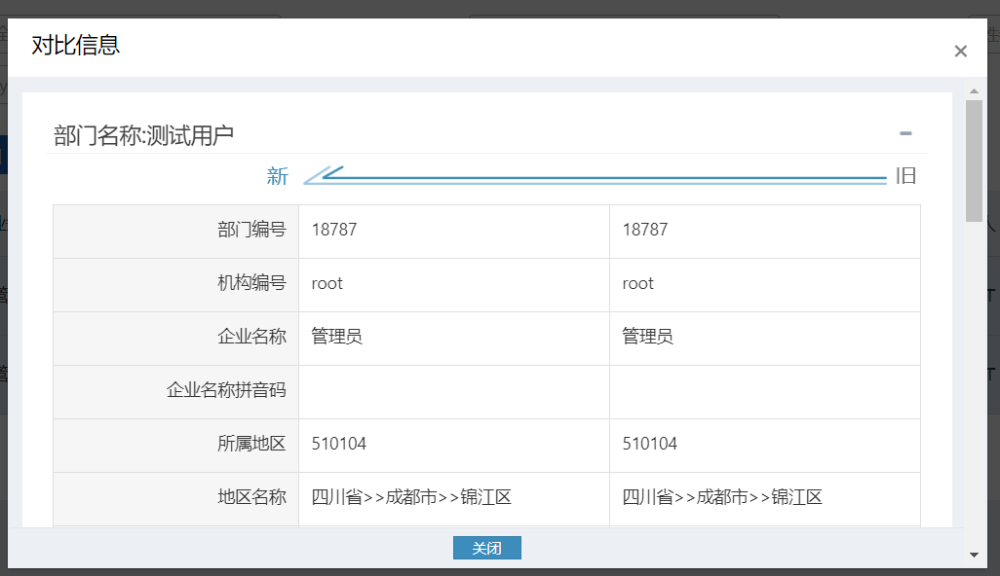 对比信息
×
部门名称:测试用户
新 旧
部门编号 18787 18787
机构编号 root root
企业名称 管理员 管理员
企业名称拼音码
所属地区 510104 510104
地区名称 四川省>>成都市>>锦江区 四川省>>成都市>>锦江区
关闭